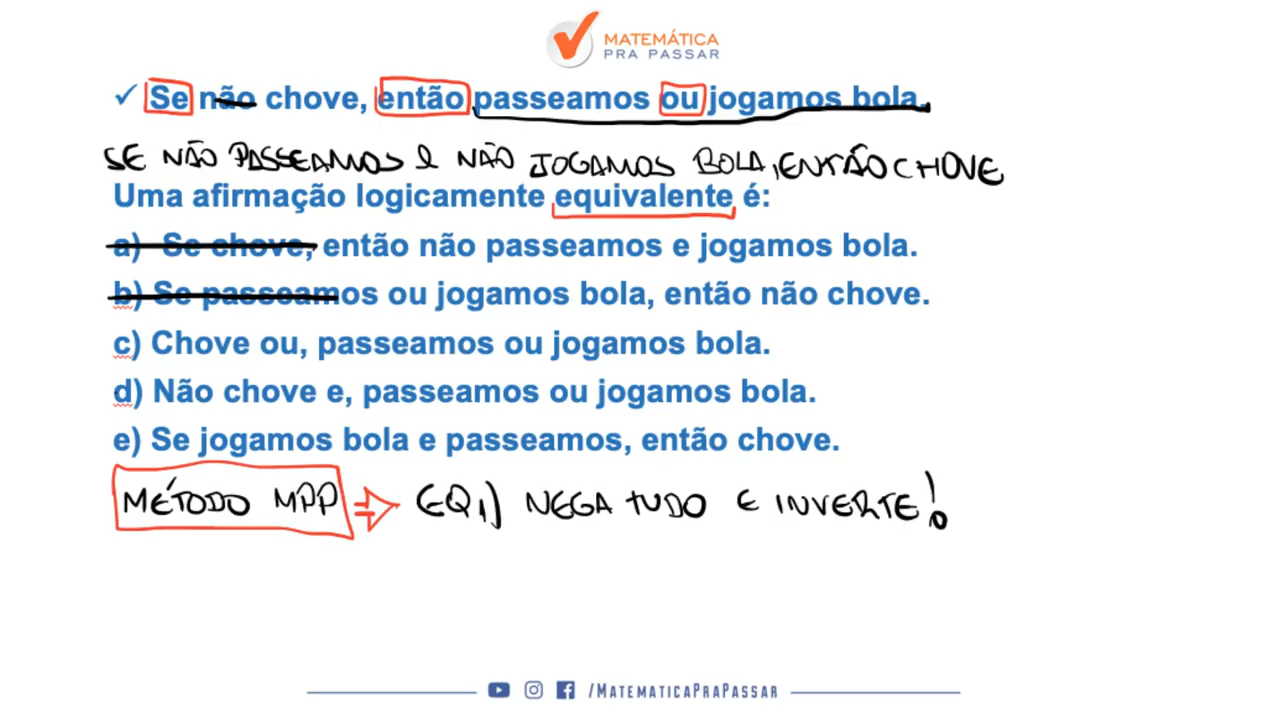 MATEMÁTICA
PRA PASSAR
✓ Se não chove, então passeamos ou jogamos bola.
SE NÃO PASSEAMOS E NÃO JOGAMOS BOLA, ENTÃO CHOVE
Uma afirmação logicamente equivalente é:
a) Se chove, então não passeamos e jogamos bola.
b) Se passeamos ou jogamos bola, então não chove.
c) Chove ou, passeamos ou jogamos bola.
d) Não chove e, passeamos ou jogamos bola.
e) Se jogamos bola e passeamos, então chove.
MÉTODO MPP ⇒ EQ1) NEGA TUDO E INVERTE!
/MATEMATICAPRAPASSAR